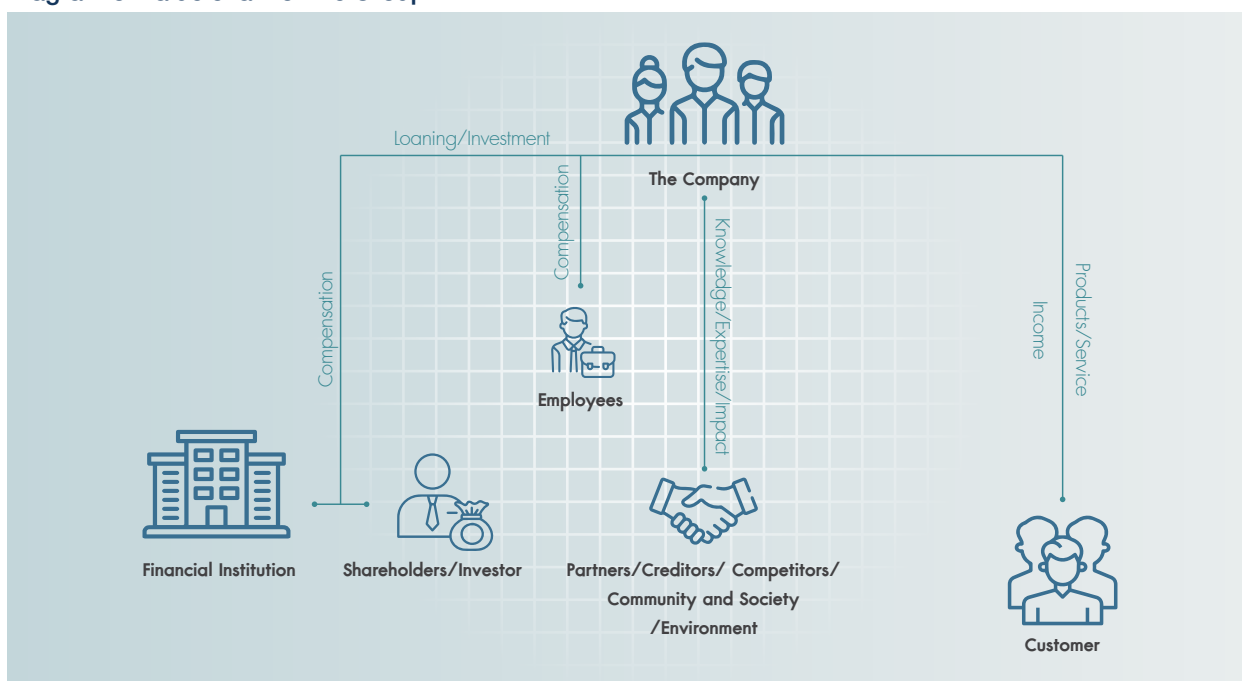 The Company
Loaning/Investment
Compensation
Compensation
Knowledge/Expertise/Impact
Income
Products/Service
Employees
Financial Institution
Shareholders/Investor
Partners/Creditors/ Competitors/
Community and Society
/Environment
Customer